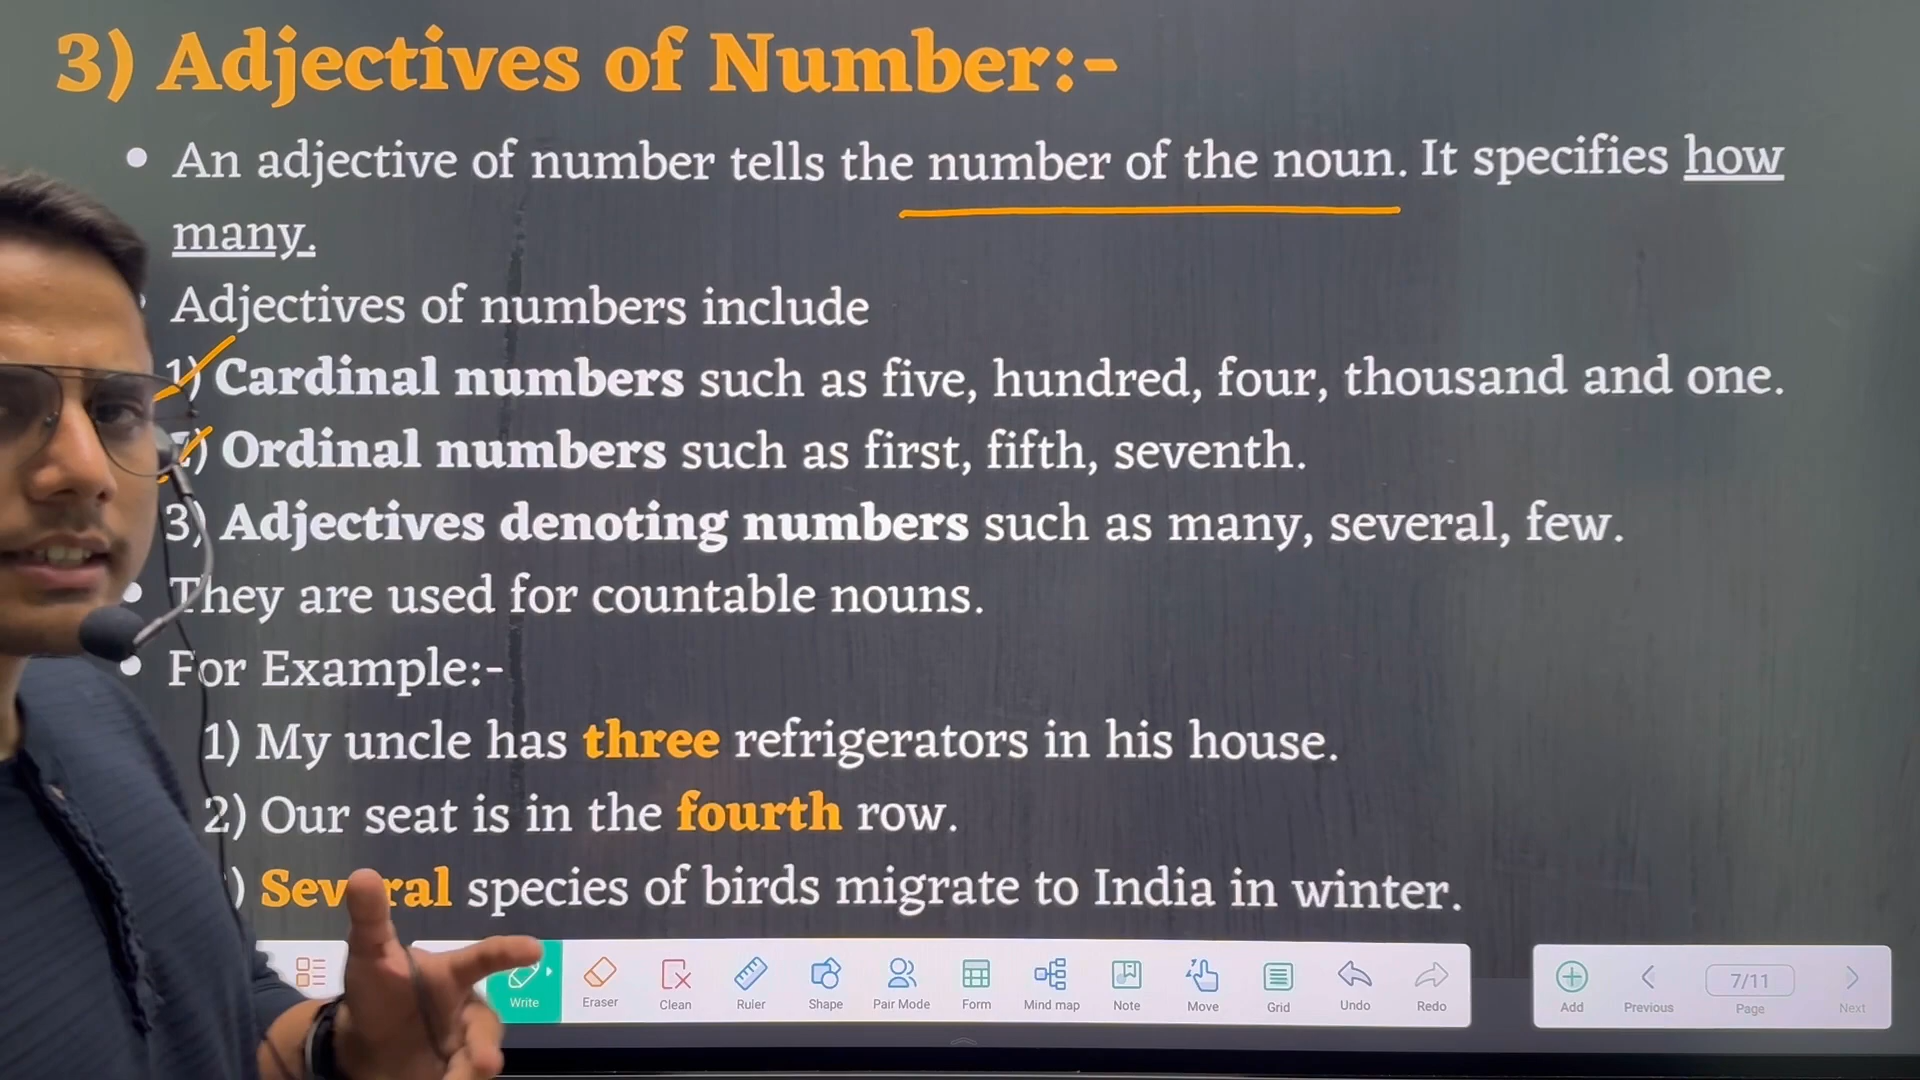 3) Adjectives of Number:-
An adjective of number tells the number of the noun. It specifies how
many.
Adjectives of numbers include
1) Cardinal numbers such as five, hundred, four, thousand and one.
2) Ordinal numbers such as first, fifth, seventh.
3) Adjectives denoting numbers such as many, several, few.
They are used for countable nouns.
For Example:-
1) My uncle has three refrigerators in his house.
2) Our seat is in the fourth row.
) Several species of birds migrate to India in winter.
Write Eraser Clean Ruler Shape Pair Mode Form Mind map Note Move Grid Undo Redo Add Previous 7/11 Page Next